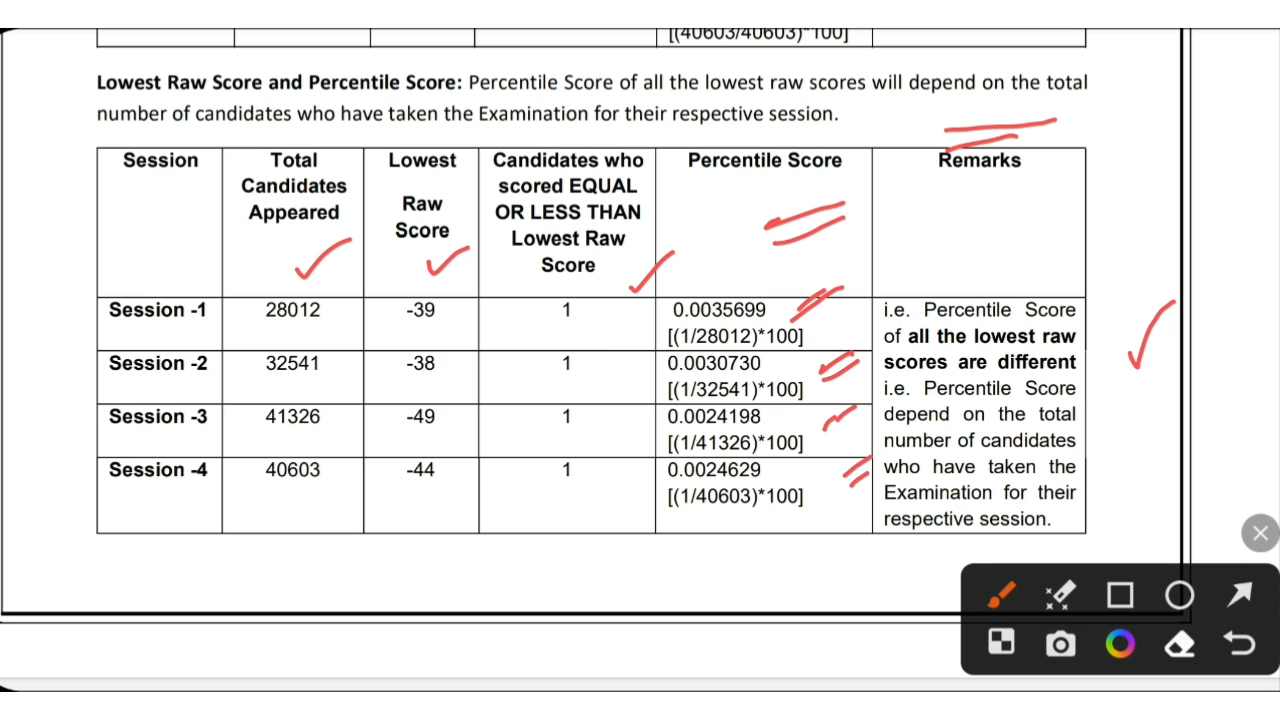 [(40603/40603)*100]
Lowest Raw Score and Percentile Score: Percentile Score of all the lowest raw scores will depend on the total
number of candidates who have taken the Examination for their respective session.
Session
Total
Candidates
Appeared
Lowest
Raw
Score
Candidates who
scored EQUAL
OR LESS THAN
Lowest Raw
Score
Percentile Score
Remarks
Session -1
28012
-39
1
0.0035699
[(1/28012)*100]
Session -2
32541
-38
1
0.0030730
[(1/32541)*100]
Session -3
41326
-49
1
0.0024198
[(1/41326)*100]
Session -4
40603
-44
1
0.0024629
[(1/40603)*100]
i.e. Percentile Score
of all the lowest raw
scores are different
i.e. Percentile Score
depend on the total
number of candidates
who have taken the
Examination for their
respective session.